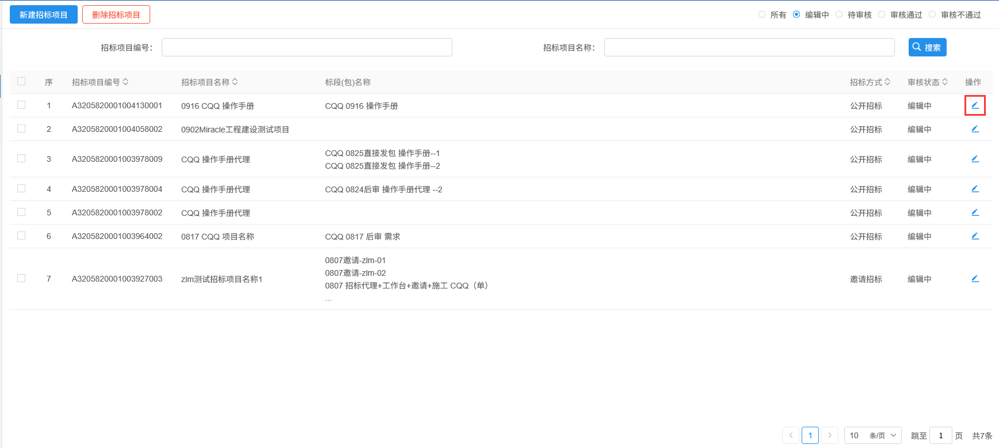 新建招标项目 删除招标项目 所有 编辑中 待审核 审核通过 审核不通过
招标项目编号： 招标项目名称： 搜索
序 招标项目编号 招标项目名称 标段(包)名称 招标方式 审核状态 操作
1 A3205820001004130001 0916 CQQ 操作手册 CQQ 0916 操作手册 公开招标 编辑中
2 A3205820001004058002 0902Miracle工程建设测试项目 公开招标 编辑中
3 A3205820001003978009 CQQ 操作手册代理 CQQ 0825直接发包 操作手册--1 公开招标 编辑中
CQQ 0825直接发包 操作手册--2
4 A3205820001003978004 CQQ 操作手册代理 CQQ 0824后审 操作手册代理 --2 公开招标 编辑中
5 A3205820001003978002 CQQ 操作手册代理 公开招标 编辑中
6 A3205820001003964002 0817 CQQ 项目名称 CQQ 0817 后审 需求 公开招标 编辑中
7 A3205820001003927003 zlm测试招标项目名称1 0807邀请-zlm-01 邀请招标 编辑中
0807邀请-zlm-02
0807 招标代理+工作台+邀请+施工 CQQ（单）
...
1 10 条/页 跳至 1 页 共7条